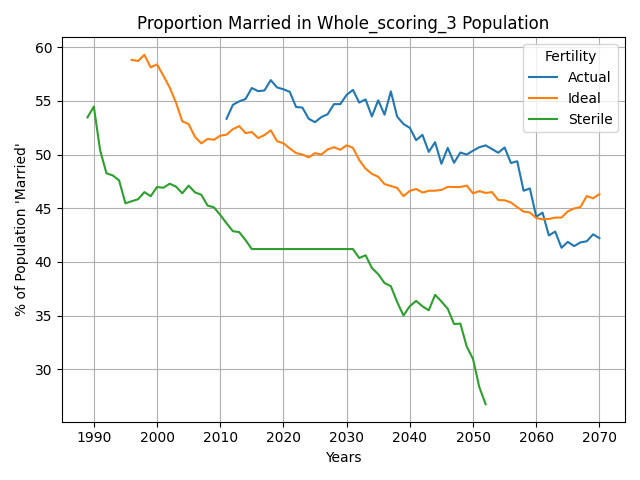 Proportion Married in Whole_scoring_3 Population
% of Population 'Married'
60
55
50
45
40
35
30
Fertility
Actual
Ideal
Sterile
1990 2000 2010 2020 2030 2040 2050 2060 2070
Years